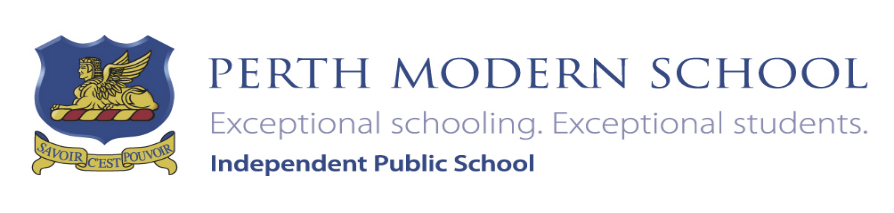 PERTH MODERN SCHOOL
Exceptional schooling. Exceptional students.
Independent Public School
SAVOIR C'EST POUVOIR